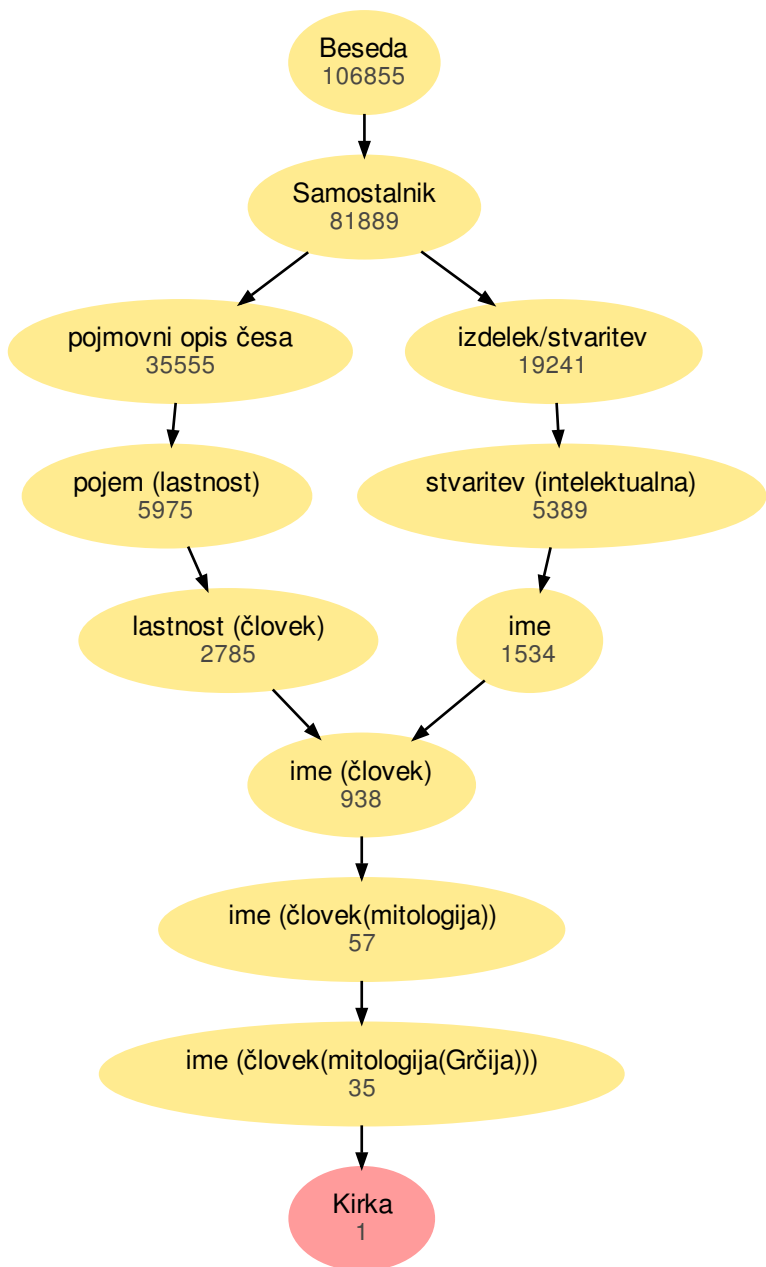 Beseda
106855
Samostalnik
81889
pojmovni opis česa
35555
izdelek/stvaritev
19241
pojem (lastnost)
5975
stvaritev (intelektualna)
5389
lastnost (človek)
2785
ime
1534
ime (človek)
938
ime (človek(mitologija))
57
ime (človek(mitologija(Grčija)))
35
Kirka
1